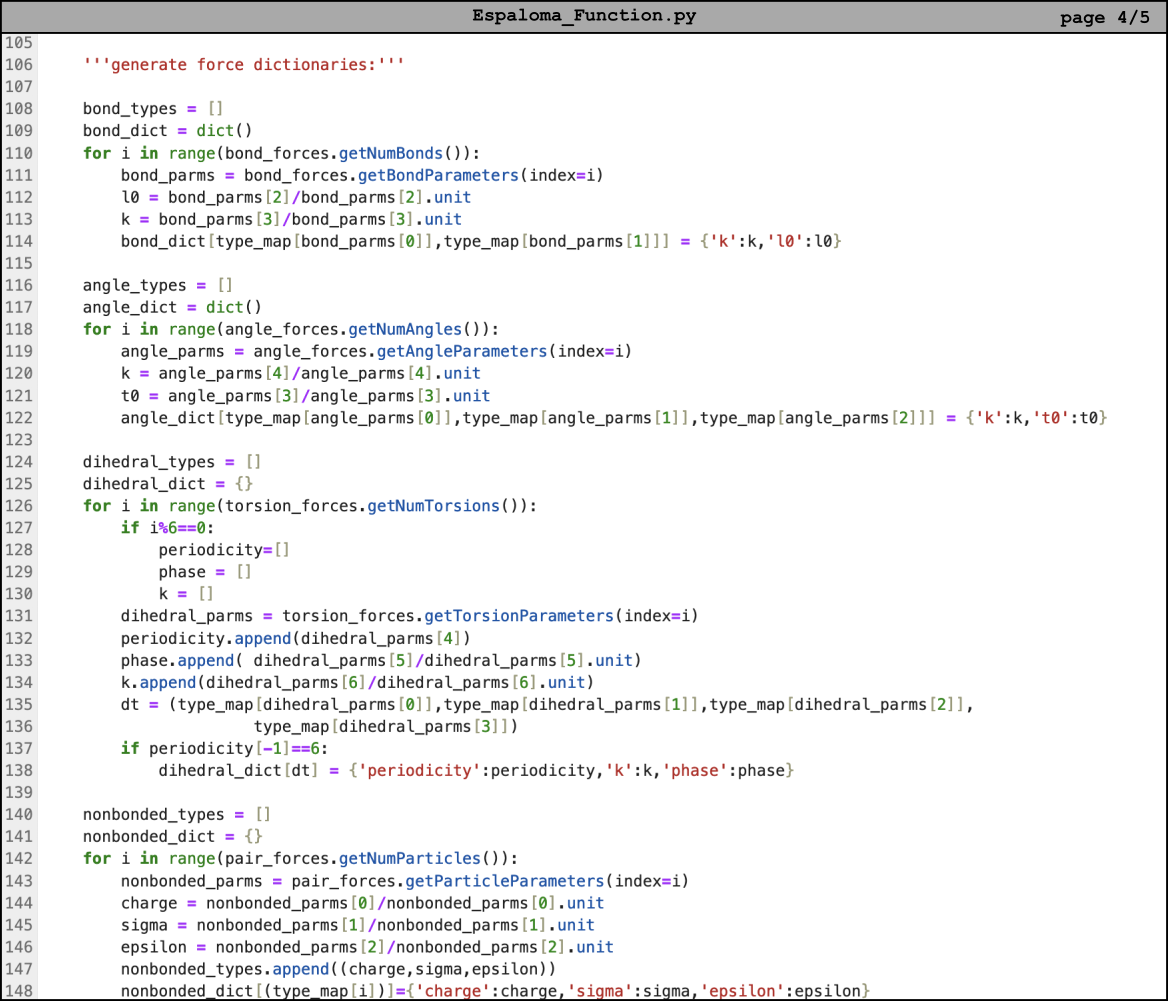 Espaloma_Function.py page 4/5
105
106     '''generate force dictionaries:'''
107
108     bond_types = []
109     bond_dict = dict()
110     for i in range(bond_forces.getNumBonds()):
111         bond_parms = bond_forces.getBondParameters(index=i)
112         l0 = bond_parms[2]/bond_parms[2].unit
113         k = bond_parms[3]/bond_parms[3].unit
114         bond_dict[type_map[bond_parms[0]],type_map[bond_parms[1]]] = {'k':k,'l0':l0}
115
116     angle_types = []
117     angle_dict = dict()
118     for i in range(angle_forces.getNumAngles()):
119         angle_parms = angle_forces.getAngleParameters(index=i)
120         k = angle_parms[4]/angle_parms[4].unit
121         t0 = angle_parms[3]/angle_parms[3].unit
122         angle_dict[type_map[angle_parms[0]],type_map[angle_parms[1]],type_map[angle_parms[2]]] = {'k':k,'t0':t0}
123
124     dihedral_types = []
125     dihedral_dict = {}
126     for i in range(torsion_forces.getNumTorsions()):
127         if i%6==0:
128             periodicity=[]
129             phase = []
130             k = []
131         dihedral_parms = torsion_forces.getTorsionParameters(index=i)
132         periodicity.append(dihedral_parms[4])
133         phase.append( dihedral_parms[5]/dihedral_parms[5].unit)
134         k.append(dihedral_parms[6]/dihedral_parms[6].unit)
135         dt = (type_map[dihedral_parms[0]],type_map[dihedral_parms[1]],type_map[dihedral_parms[2]],
136                       type_map[dihedral_parms[3]])
137         if periodicity[-1]==6:
138             dihedral_dict[dt] = {'periodicity':periodicity,'k':k,'phase':phase}
139
140     nonbonded_types = []
141     nonbonded_dict = {}
142     for i in range(pair_forces.getNumParticles()):
143         nonbonded_parms = pair_forces.getParticleParameters(index=i)
144         charge = nonbonded_parms[0]/nonbonded_parms[0].unit
145         sigma = nonbonded_parms[1]/nonbonded_parms[1].unit
146         epsilon = nonbonded_parms[2]/nonbonded_parms[2].unit
147         nonbonded_types.append((charge,sigma,epsilon))
148         nonbonded_dict[(type_map[i])]={'charge':charge,'sigma':sigma,'epsilon':epsilon}